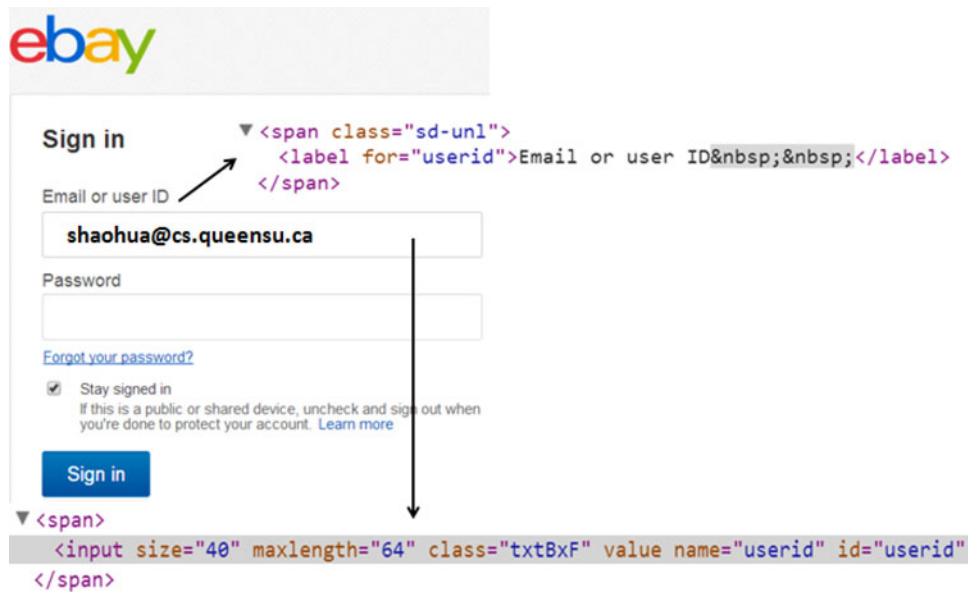 ebay
Sign in
▼<span class="sd-unl">
<label for="userid">Email or user ID&nbsp;&nbsp;</label>
</span>
Email or user ID
shaohua@cs.queensu.ca
Password
Forgot your password?
Stay signed in
If this is a public or shared device, uncheck and sign out when
you're done to protect your account. Learn more
Sign in
▼<span>
<input size="40" maxlength="64" class="txtBxF" value name="userid" id="userid"
</span>